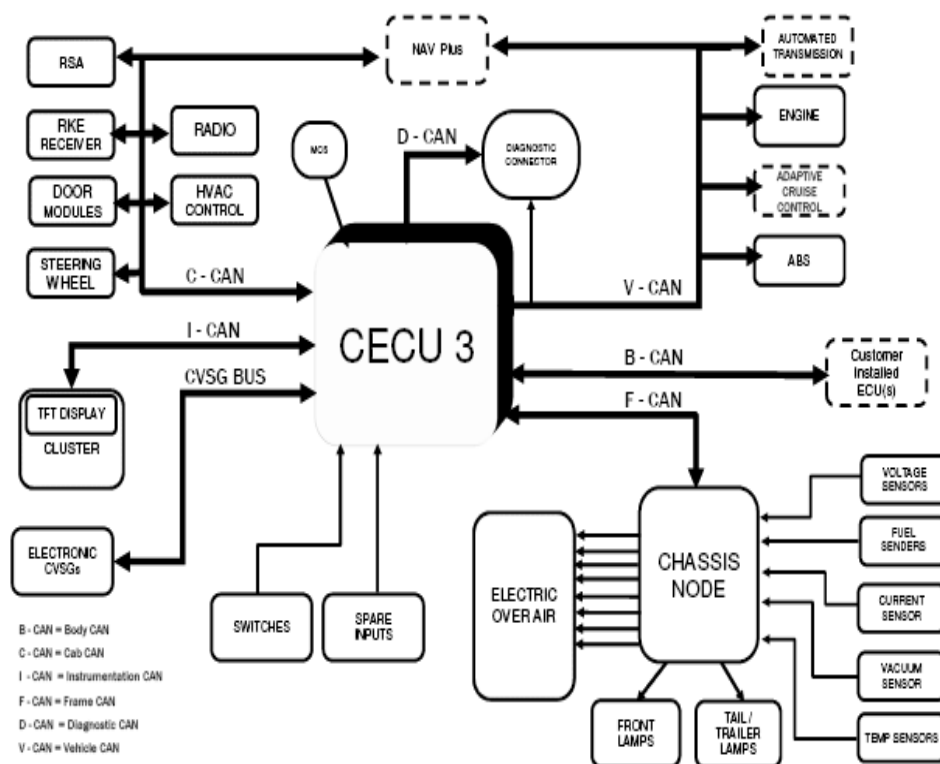 RSA
NAV Plus
AUTOMATED
TRANSMISSION
RKE
RECEIVER
RADIO
MCS
D - CAN
DIAGNOSTIC
CONNECTOR
ENGINE
DOOR
MODULES
HVAC
CONTROL
ADAPTIVE
CRUISE
CONTROL
STEERING
WHEEL
ABS
C - CAN
V - CAN
I - CAN
CECU 3
B - CAN
Customer
Installed
ECU(s)
CVSG BUS
F - CAN
TFT DISPLAY
CLUSTER
VOLTAGE
SENSORS
FUEL
SENDERS
ELECTRONIC
CVSGs
ELECTRIC
OVER AIR
CHASSIS
NODE
CURRENT
SENSOR
SWITCHES
SPARE
INPUTS
VACUUM
SENSOR
FRONT
LAMPS
TAIL /
TRAILER
LAMPS
TEMP SENSORS
B - CAN = Body CAN
C - CAN = Cab CAN
I - CAN = Instrumentation CAN
F - CAN = Frame CAN
D - CAN = Diagnostic CAN
V - CAN = Vehicle CAN